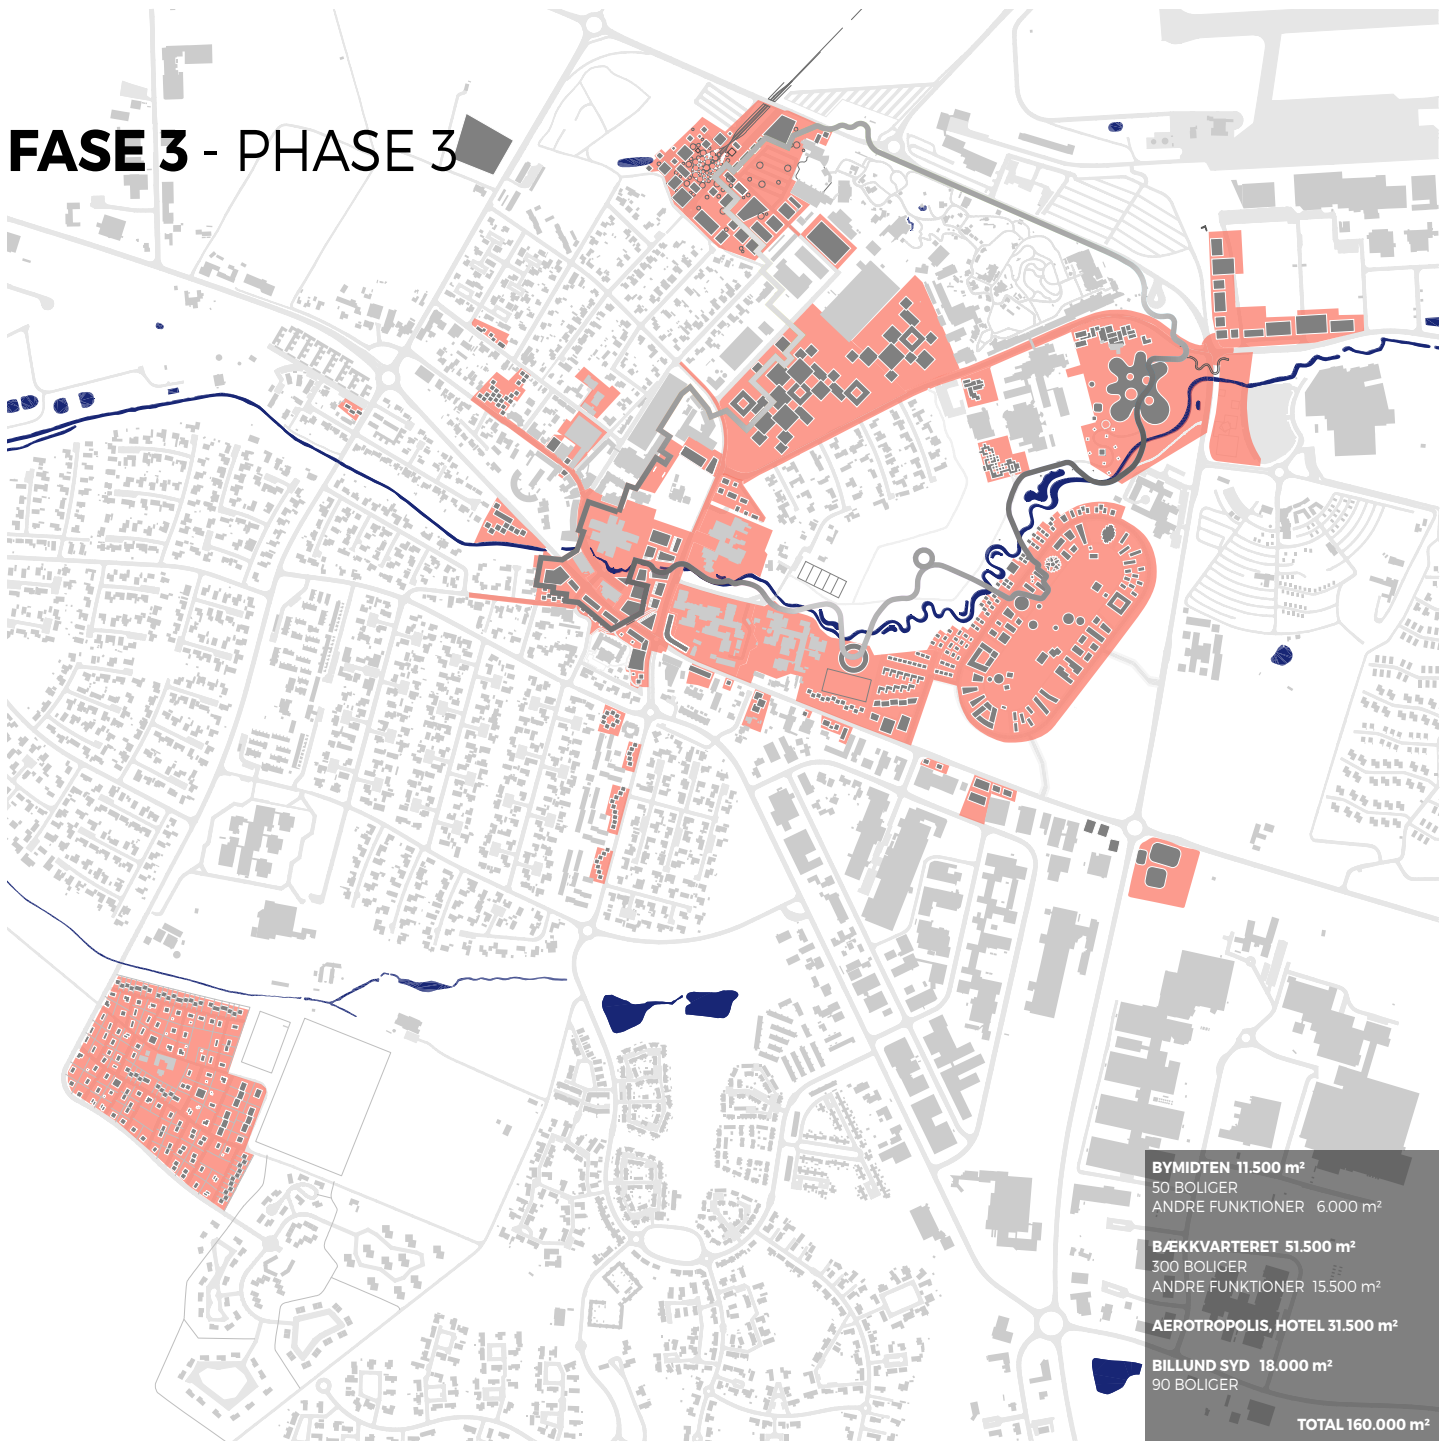 FASE 3 - PHASE 3
BYMIDTEN 11.500 m²
50 BOLIGER
ANDRE FUNKTIONER 6.000 m²
BÆKKVARTERET 51.500 m²
300 BOLIGER
ANDRE FUNKTIONER 15.500 m²
AEROTROPOLIS, HOTEL 31.500 m²
BILLUND SYD 18.000 m²
90 BOLIGER
TOTAL 160.000 m²